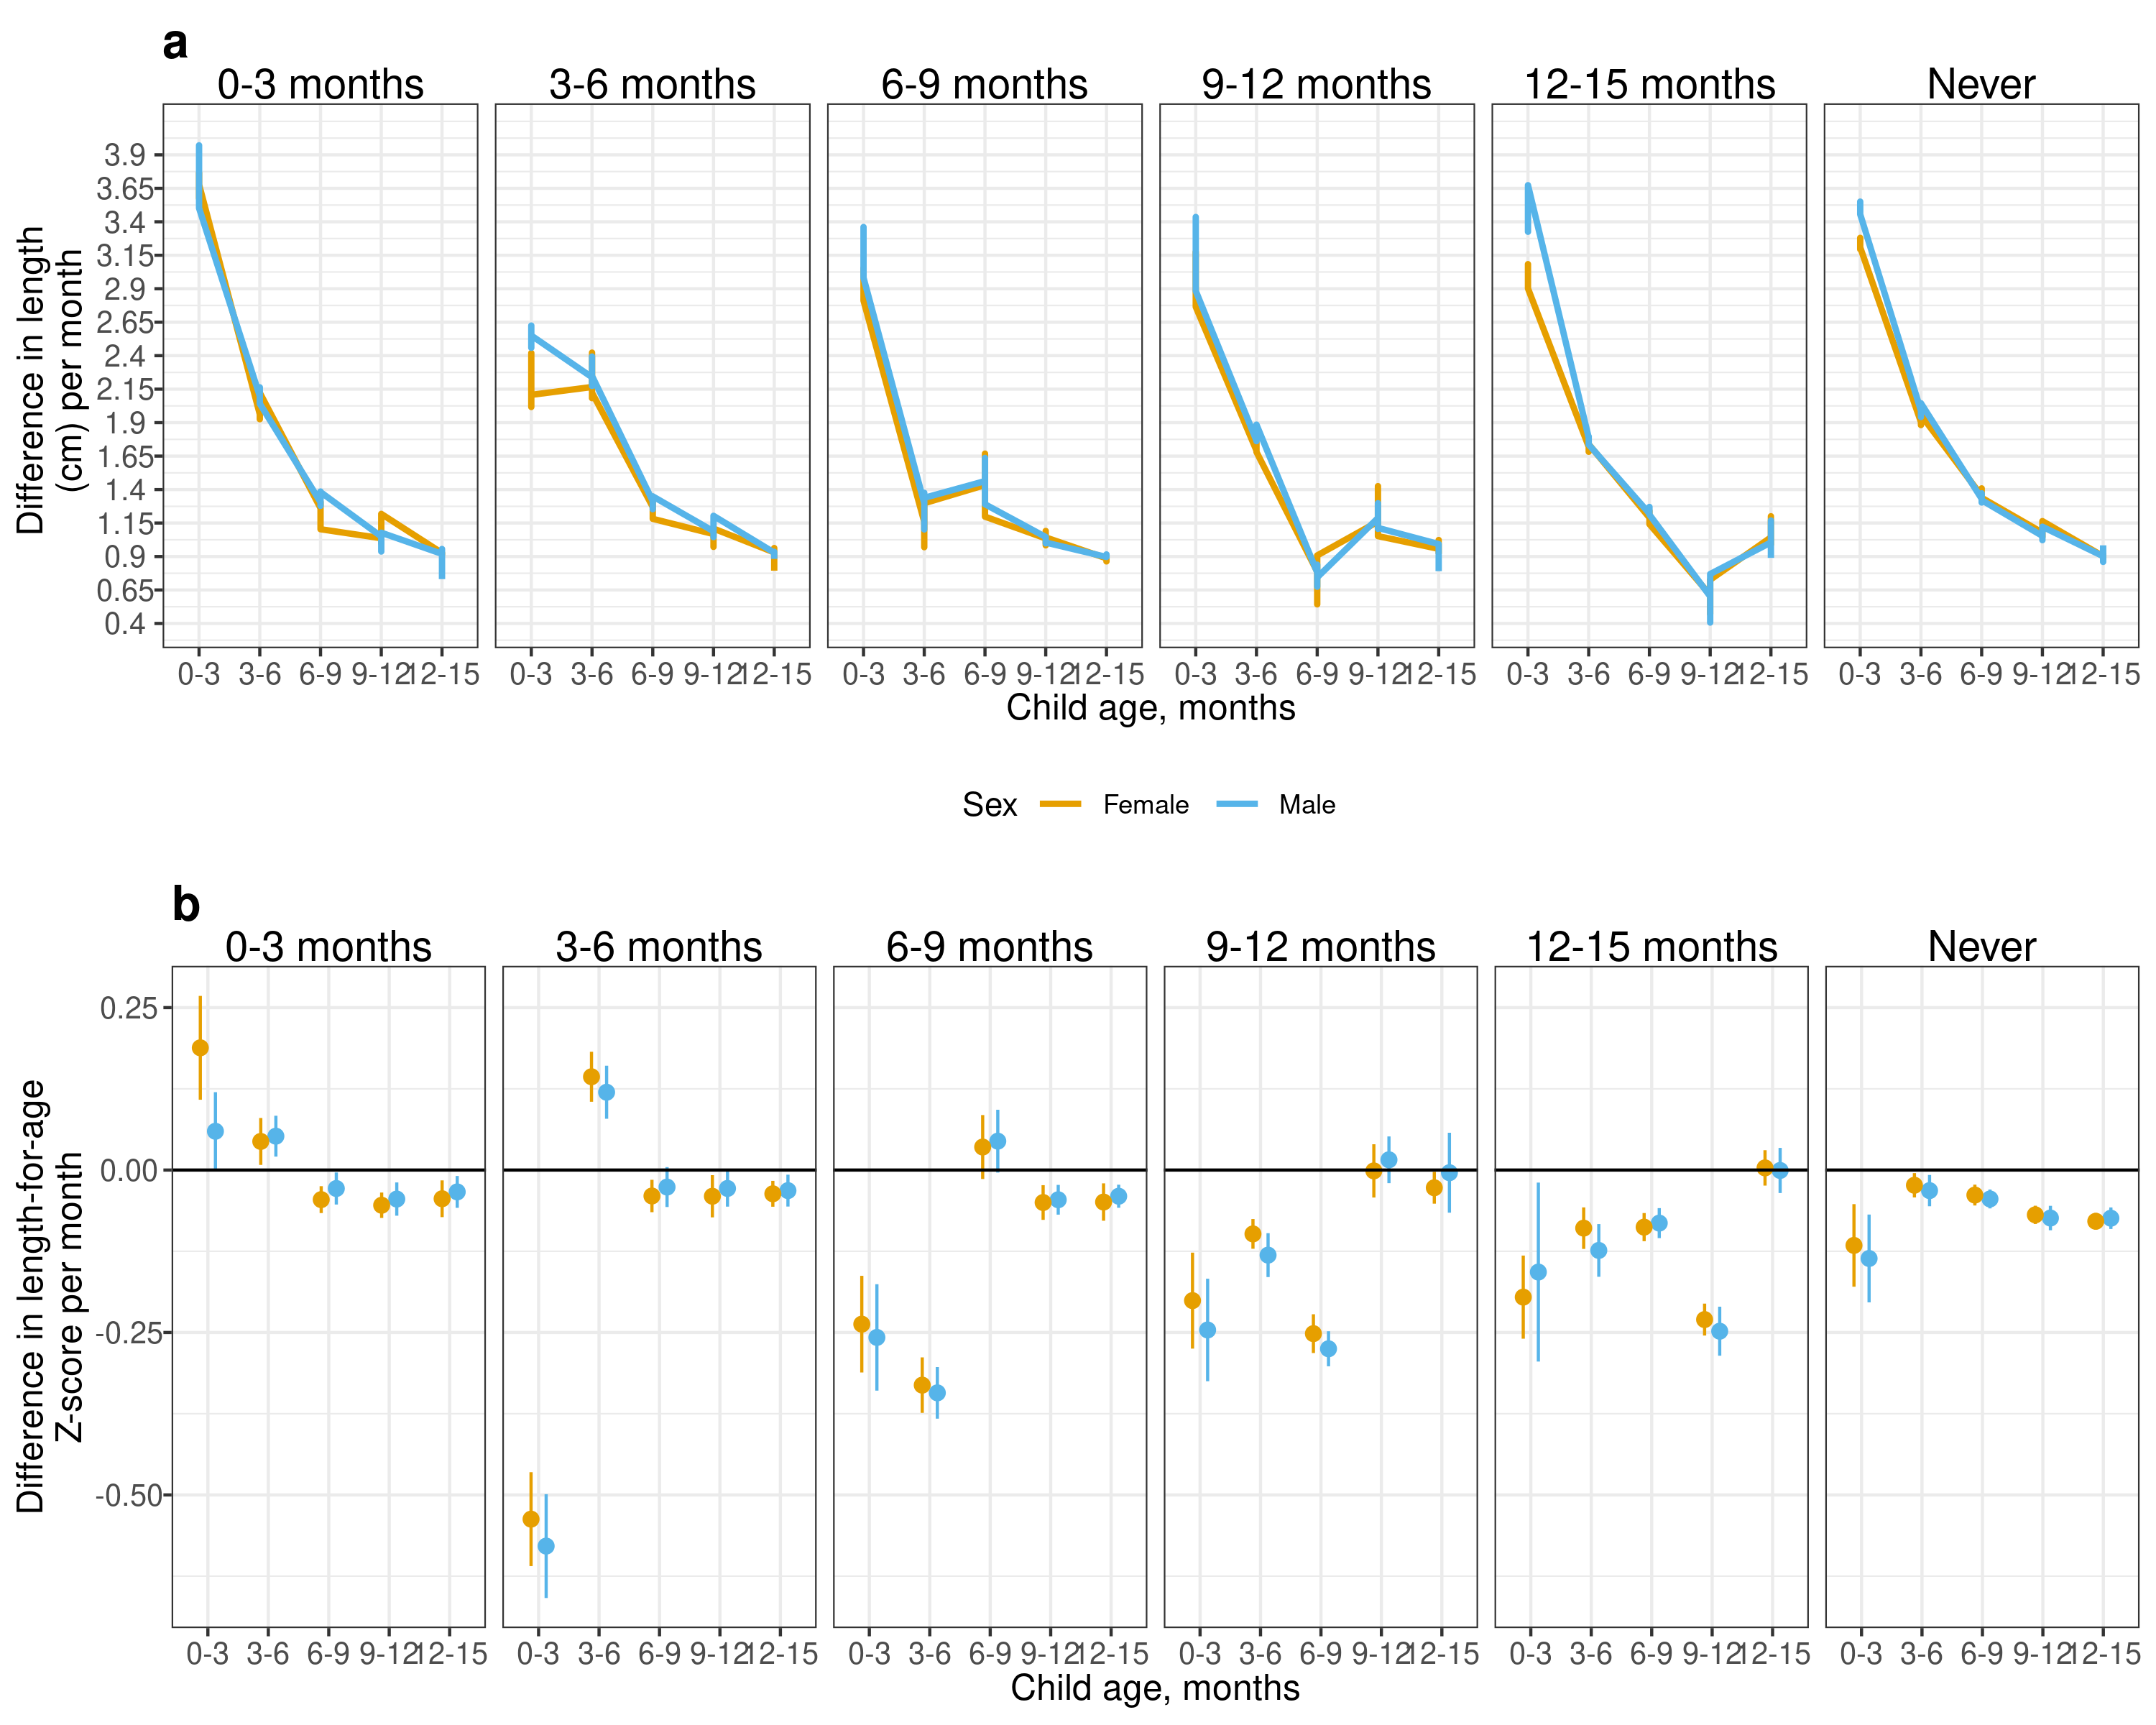 a
0-3 months
3-6 months
6-9 months
9-12 months
12-15 months
Never
Difference in length
(cm) per month
3.9
3.65
3.4
3.15
2.9
2.65
2.4
2.15
1.9
1.65
1.4
1.15
0.9
0.65
0.4
0-3 3-6 6-9 9-12 12-15
0-3 3-6 6-9 9-12 12-15
0-3 3-6 6-9 9-12 12-15
0-3 3-6 6-9 9-12 12-15
0-3 3-6 6-9 9-12 12-15
0-3 3-6 6-9 9-12 12-15
Child age, months
Sex Female Male
b
0-3 months
3-6 months
6-9 months
9-12 months
12-15 months
Never
Difference in length-for-age
Z-score per month
0.25
0.00
-0.25
-0.50
0-3 3-6 6-9 9-12 12-15
0-3 3-6 6-9 9-12 12-15
0-3 3-6 6-9 9-12 12-15
0-3 3-6 6-9 9-12 12-15
0-3 3-6 6-9 9-12 12-15
0-3 3-6 6-9 9-12 12-15
Child age, months